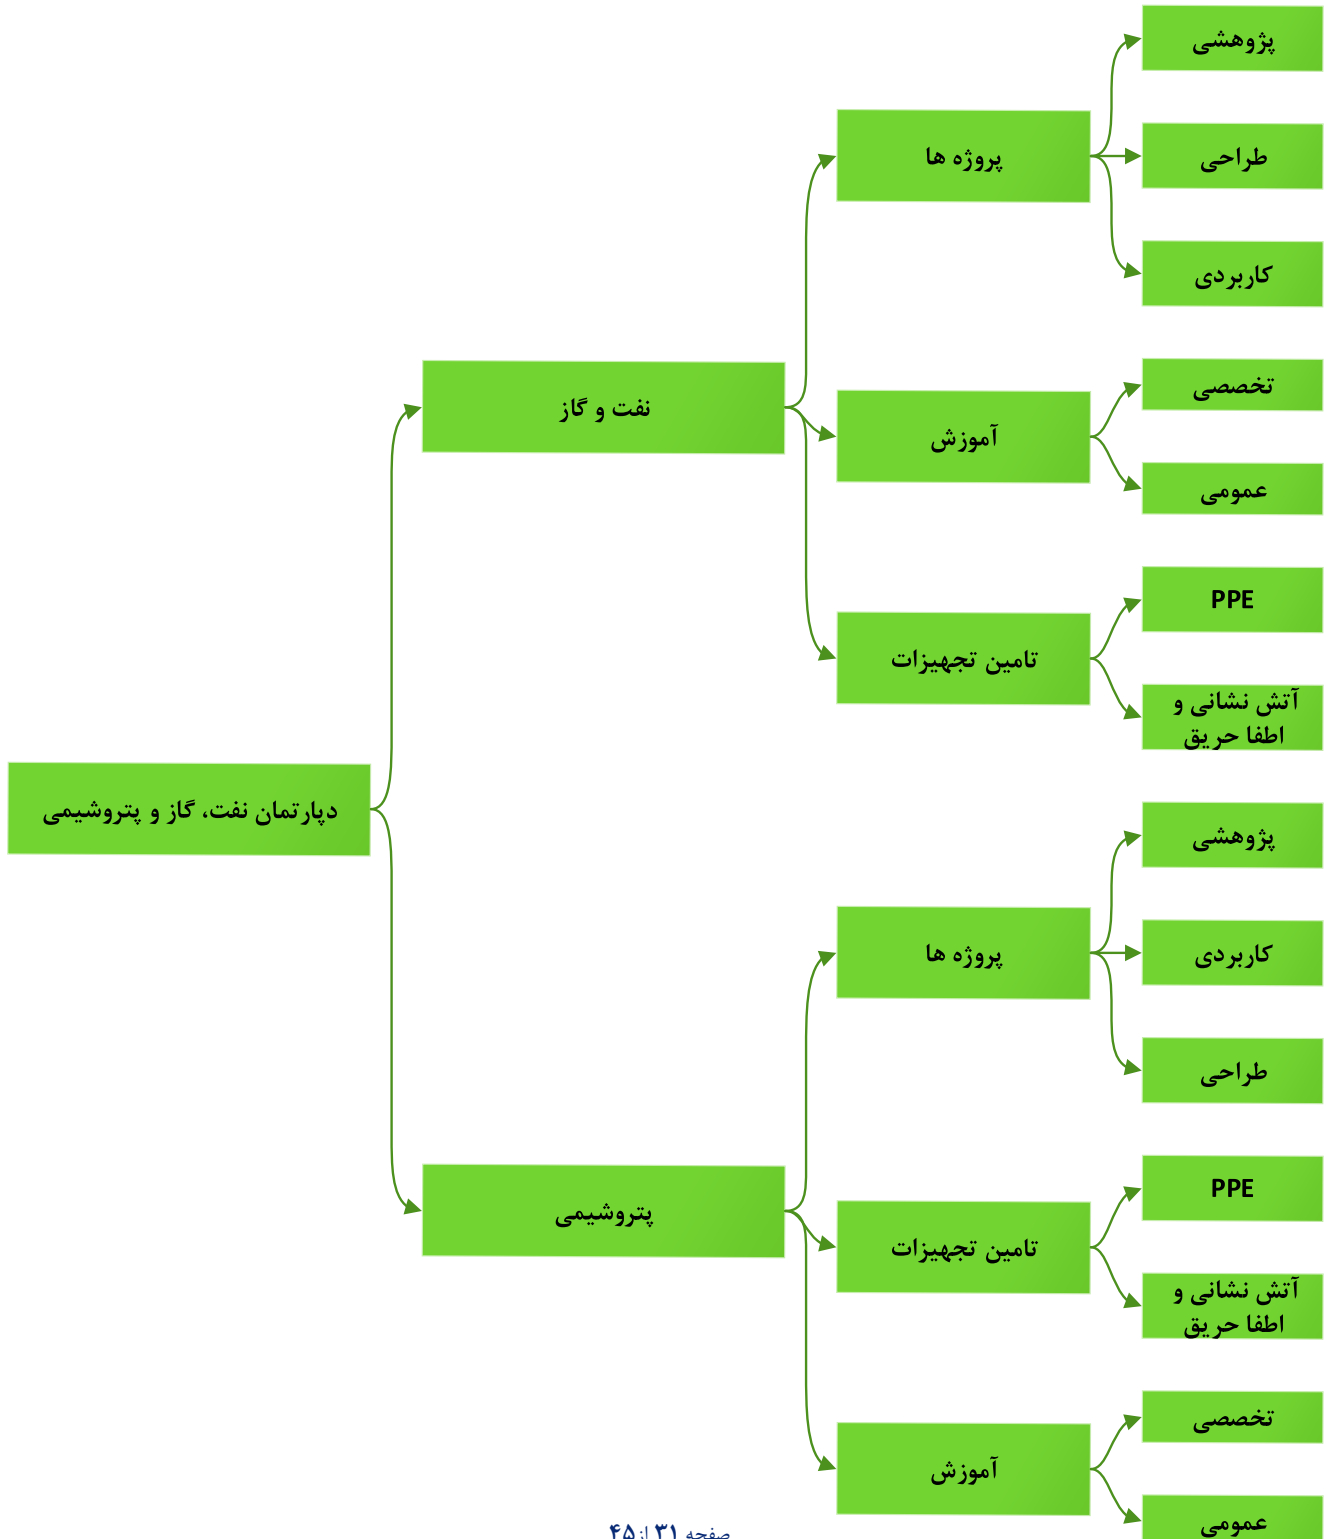 دپارتمان نفت، گاز و پتروشیمی
نفت و گاز
پروژه ها
پژوهشی
طراحی
کاربردی
آموزش
تخصصی
عمومی
تامین تجهیزات
PPE
آتش نشانی و
اطفا حریق
پتروشیمی
پروژه ها
پژوهشی
کاربردی
طراحی
تامین تجهیزات
PPE
آتش نشانی و
اطفا حریق
آموزش
تخصصی
عمومی
صفحه ۳۱ از ۴۵